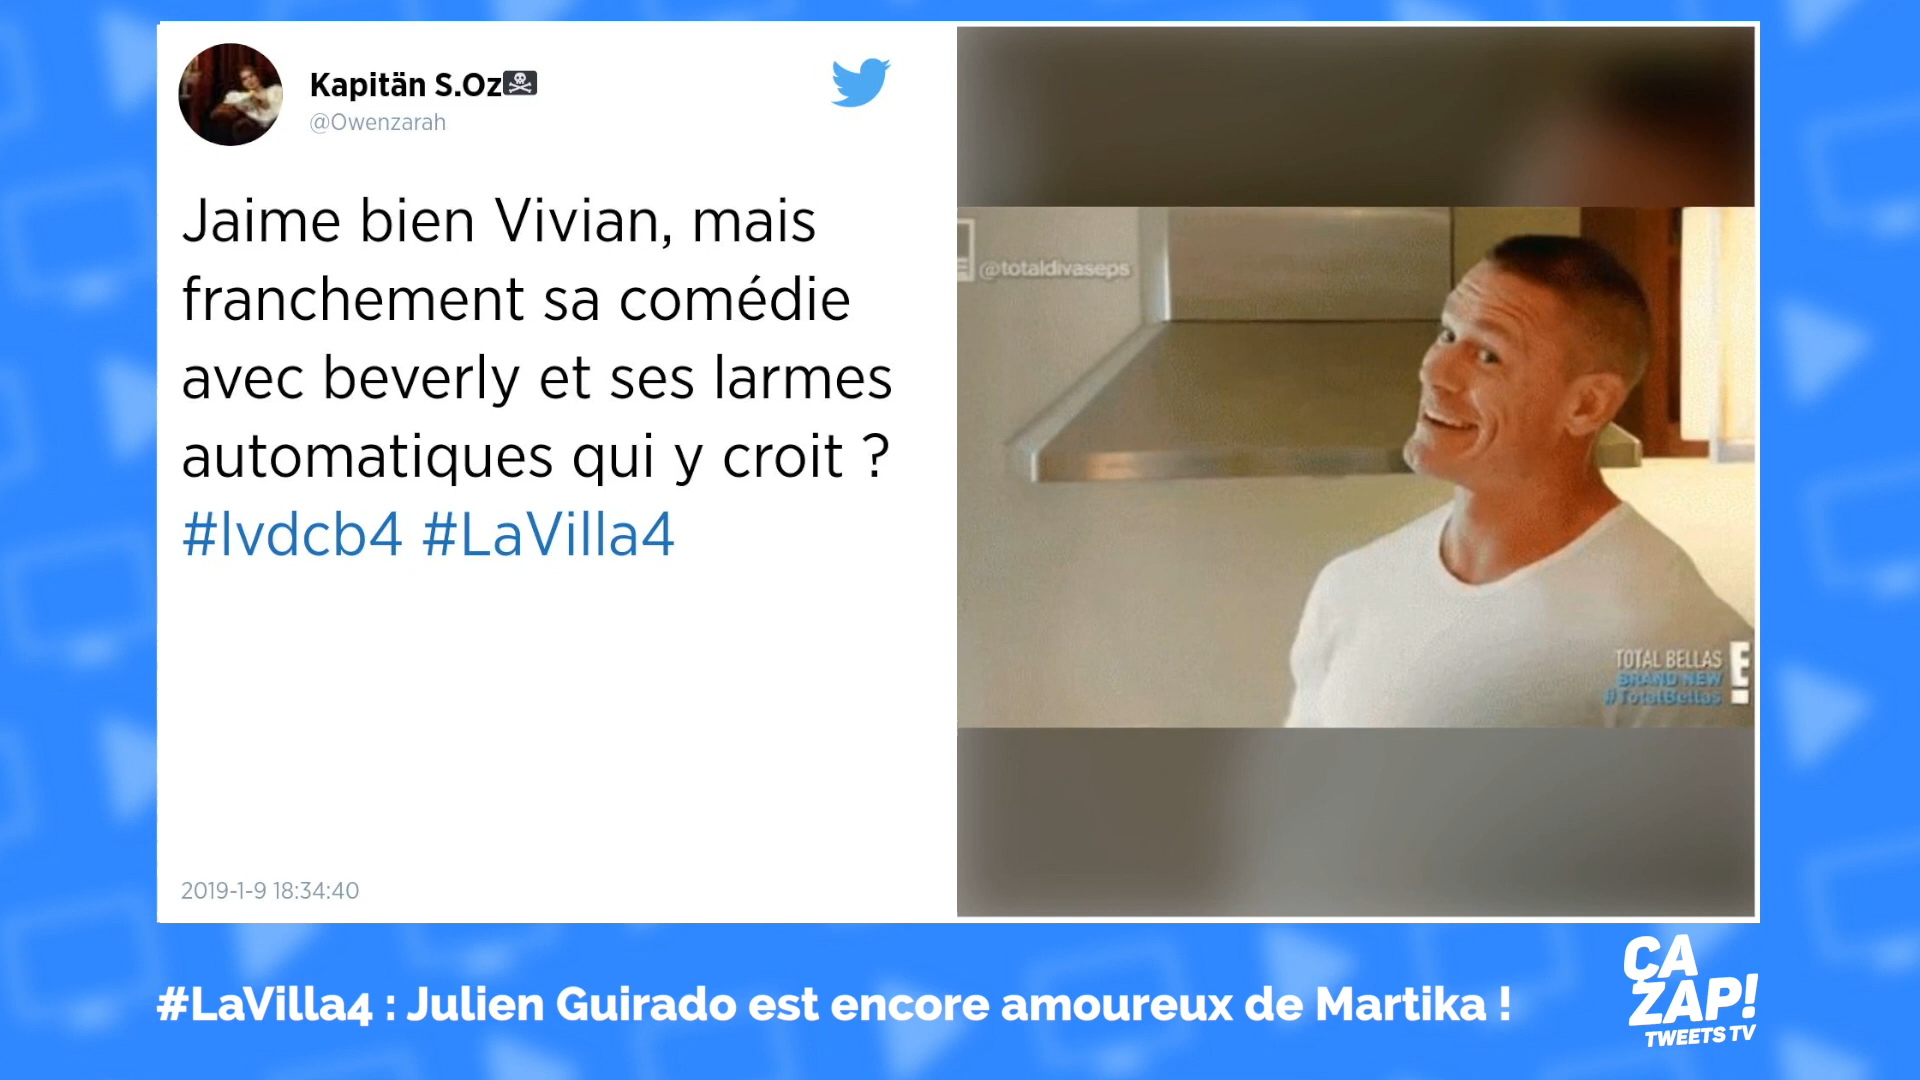 Kapitän S.Oz
@Owenzarah
Jaime bien Vivian, mais
franchement sa comédie
avec beverly et ses larmes
automatiques qui y croit ?
#lvdcb4 #LaVilla4
2019-1-9 18:34:40
E
@totaldivaseps
TOTAL BELLAS
BRAND NEW
#TotalBellas
E!
#LaVilla4 : Julien Guirado est encore amoureux de Martika !
ÇA
ZAP!
TWEETS TV